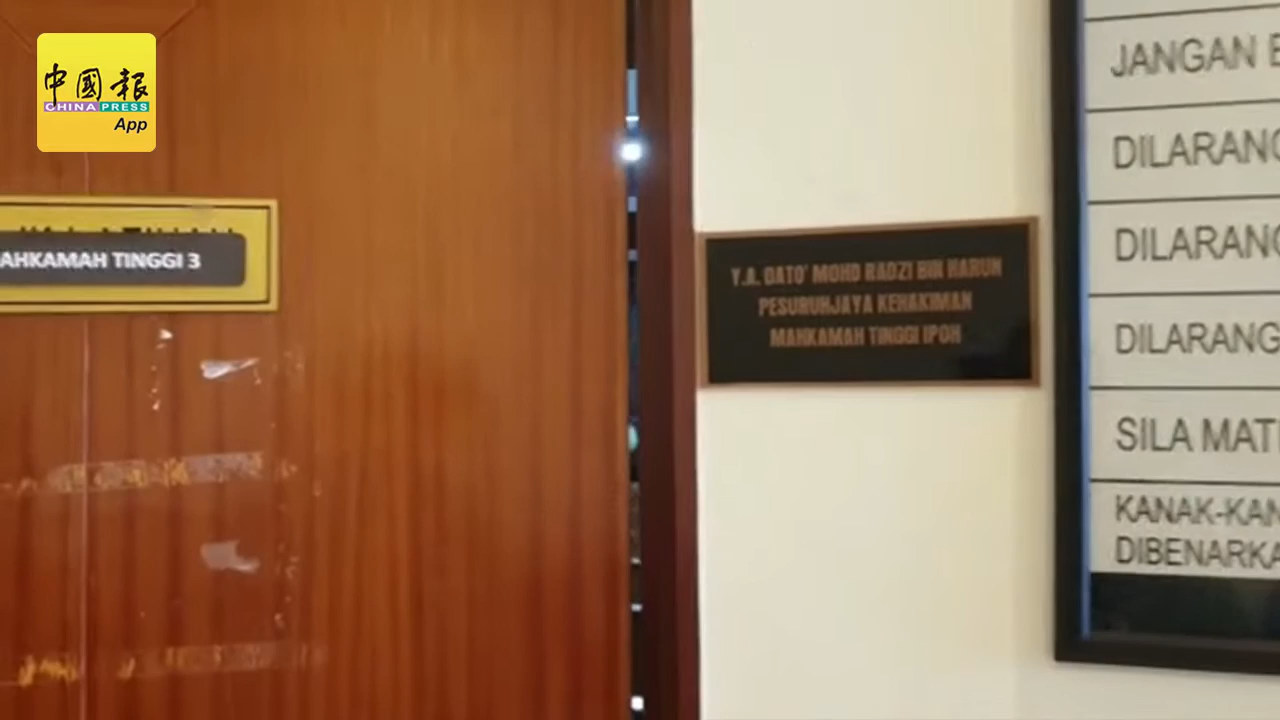 中國報
CHINA PRESS
App
AHKAMAH TINGGI 3
Y.A. DATO' MOHD RADZI BIN HARUN
PESURUHJAYA KEHAKIMAN
MAHKAMAH TINGGI IPOH
JANGAN
DILARANG
DILARANG
DILARANG
SILA MATI
KANAK-KAN
DIBENARKA